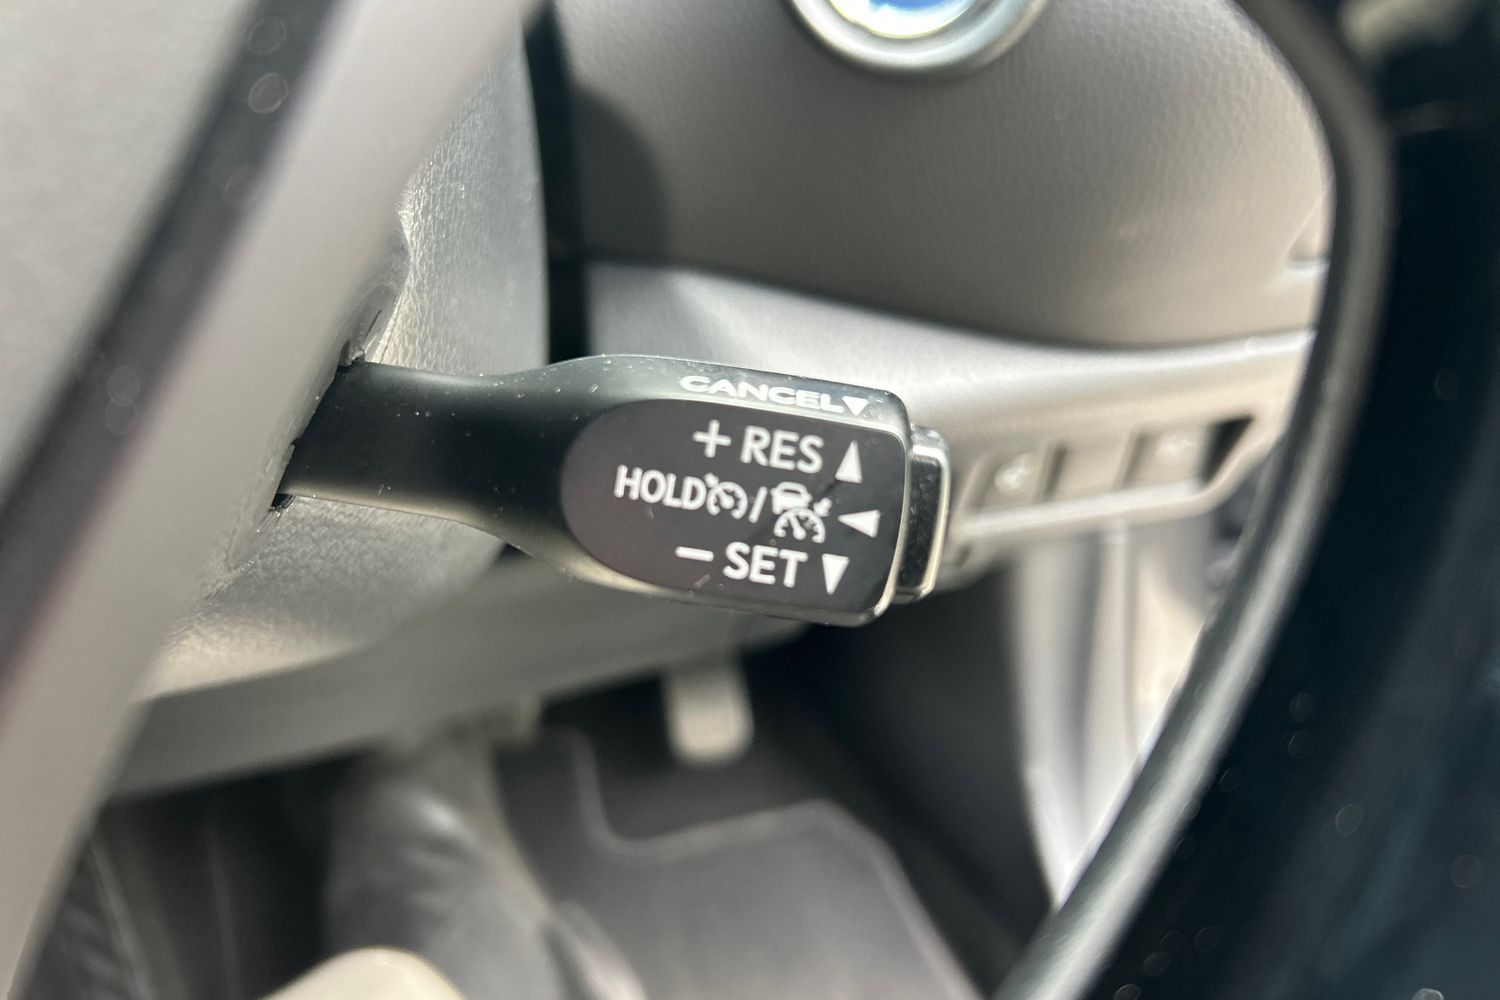 CANCEL▼
+ RES ▲
HOLD / ◀
– SET ▼